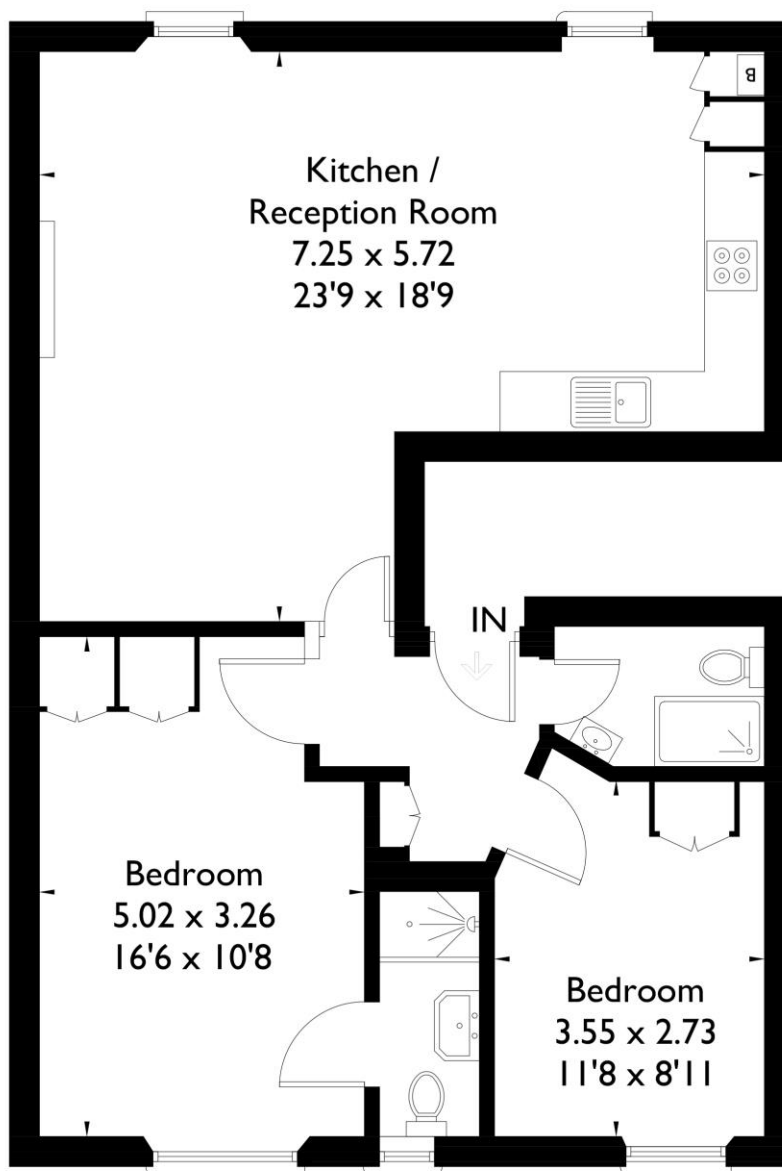 B
Kitchen /
Reception Room
7.25 x 5.72
23'9 x 18'9
IN
Bedroom
5.02 x 3.26
16'6 x 10'8
Bedroom
3.55 x 2.73
11'8 x 8'11